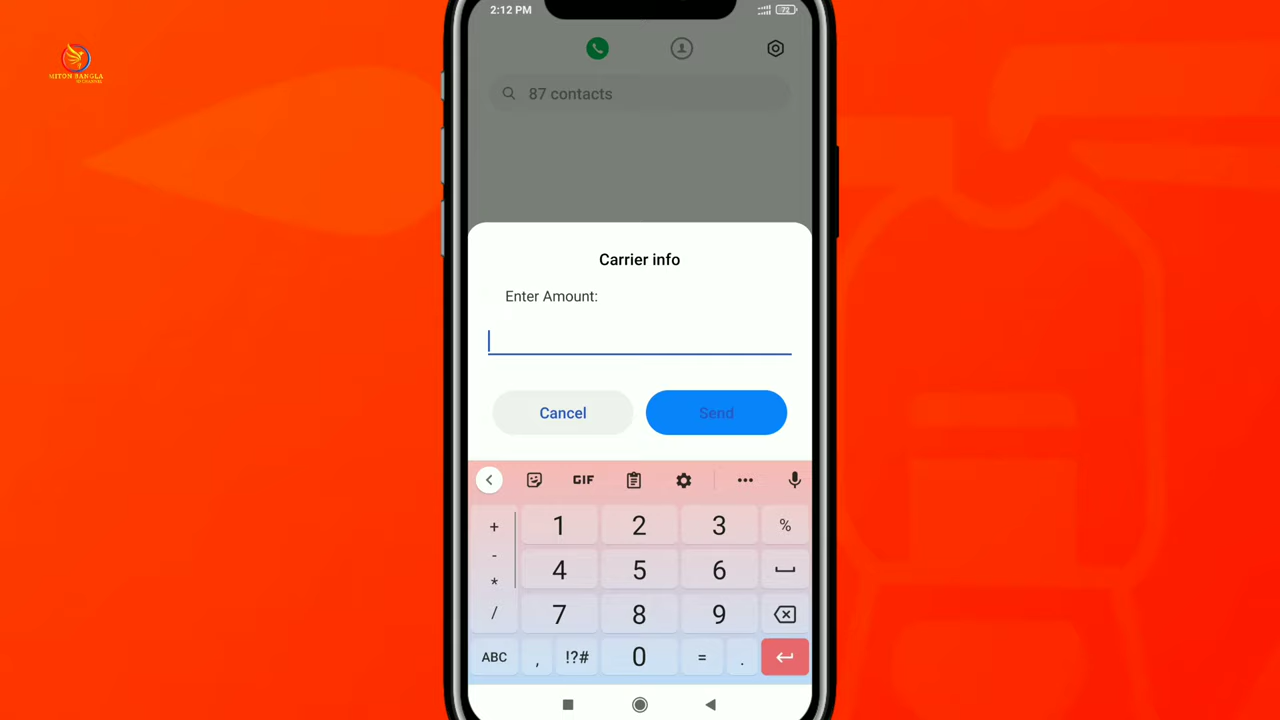 2:12 PM
72
MITON BANGLA
87 contacts
Carrier info
Enter Amount:
Cancel
Send
GIF
+ 1 2 3 %
- 4 5 6
*
/ 7 8 9
ABC , !?# 0 = .